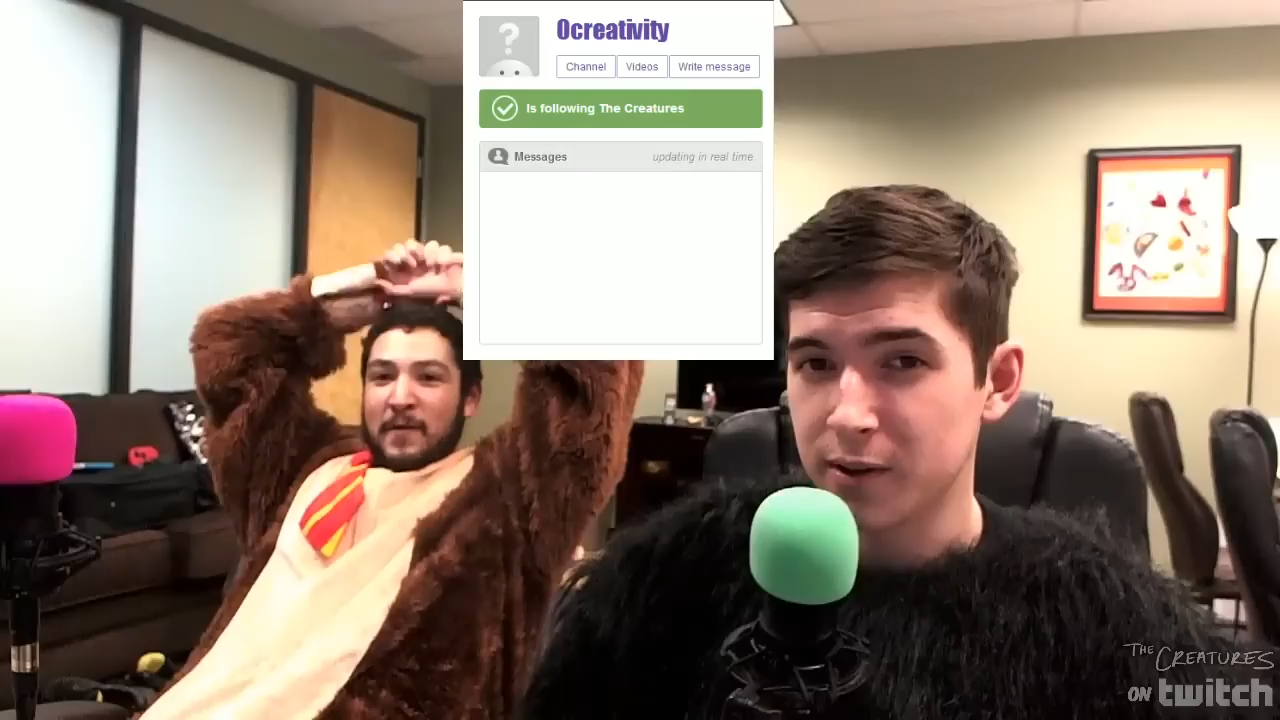 Ocreativity
Channel Videos Write message
Is following The Creatures
Messages updating in real time
THE CREATURES
ON twitch